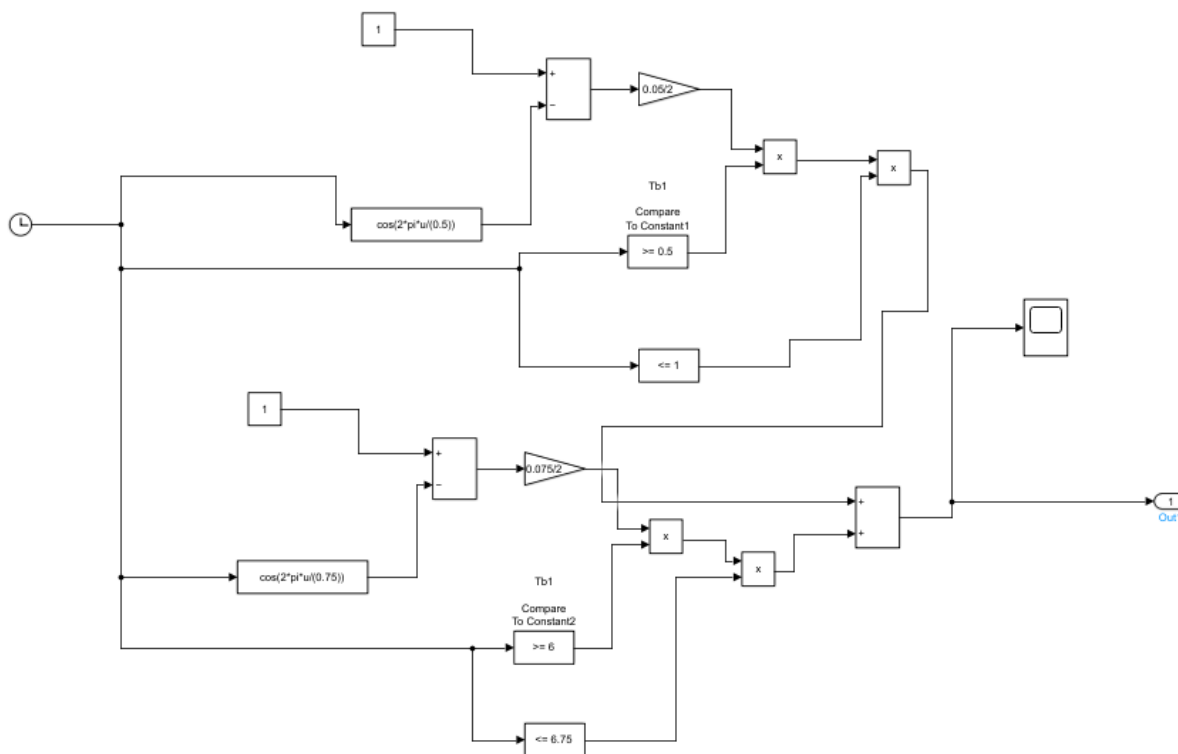 1
+
−
0.05/2
x
x
Tb1
Compare
To Constant1
cos(2*pi*u/(0.5))
>= 0.5
<= 1
1
+
−
0.075/2
+
+
1
Out
x
x
cos(2*pi*u/(0.75))
Tb1
Compare
To Constant2
>= 6
<= 6.75